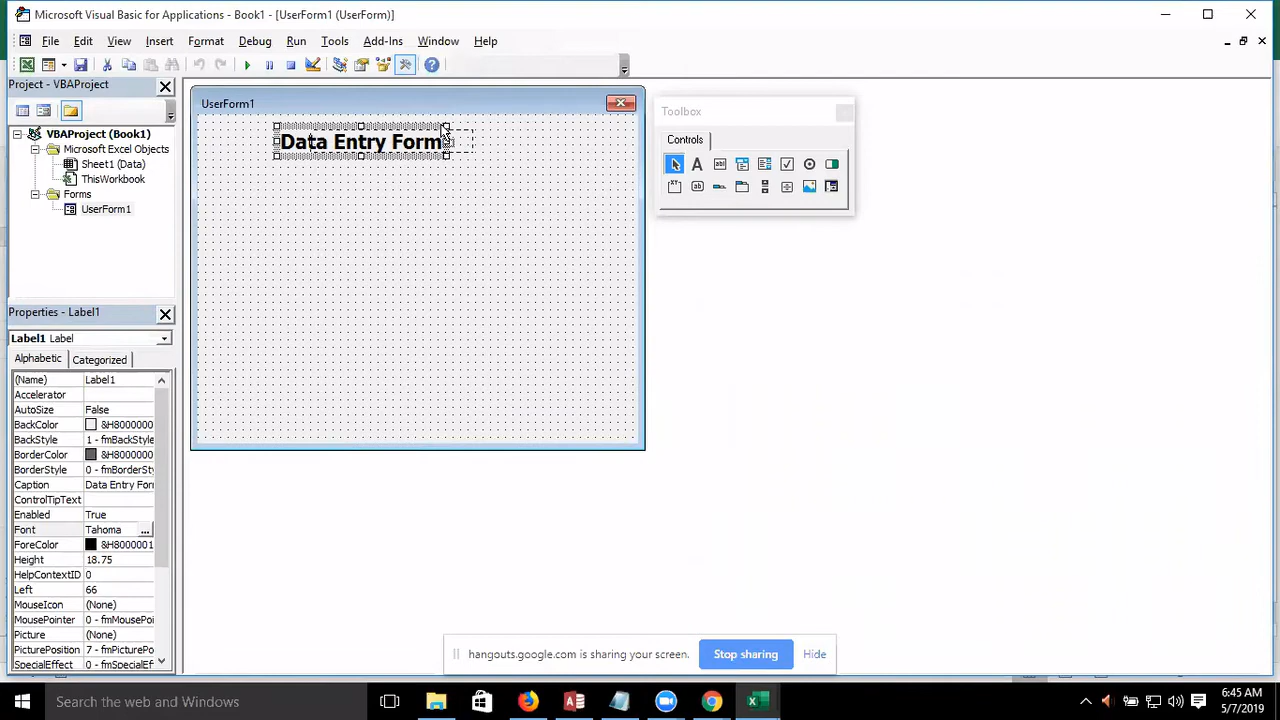 Microsoft Visual Basic for Applications - Book1 - [UserForm1 (UserForm)]
File Edit View Insert Format Debug Run Tools Add-Ins Window Help
Project - VBAProject
VBAProject (Book1)
Microsoft Excel Objects
Sheet1 (Data)
ThisWorkbook
Forms
UserForm1
UserForm1
Data Entry Form
Toolbox
Controls
Properties - Label1
Label1 Label
Alphabetic Categorized
(Name) Label1
Accelerator
AutoSize False
BackColor &H8000000
BackStyle 1 - fmBackStyle
BorderColor &H8000000
BorderStyle 0 - fmBorderSty
Caption Data Entry Form
ControlTipText
Enabled True
Font Tahoma ...
ForeColor &H8000001
Height 18.75
HelpContextID 0
Left 66
MouseIcon (None)
MousePointer 0 - fmMousePoi
Picture (None)
PicturePosition 7 - fmPicturePo
SpecialEffect 0 - fmSpecialEf
hangouts.google.com is sharing your screen. Stop sharing Hide
Search the web and Windows
6:45 AM
5/7/2019